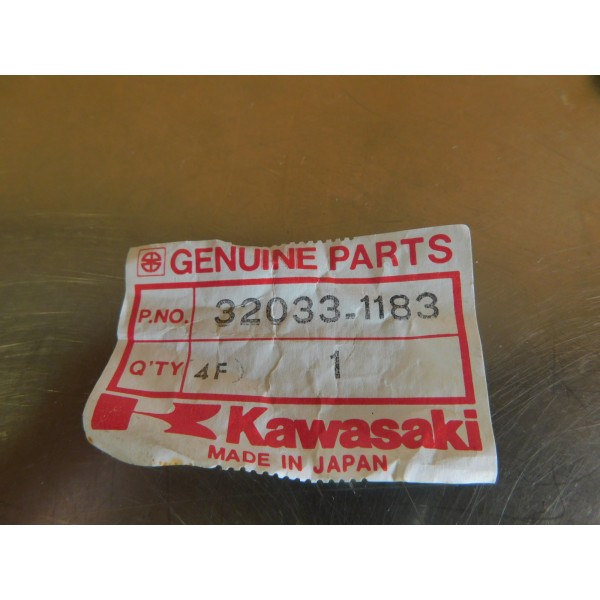 GENUINE PARTS
P.NO. 32033-1183
Q'TY (4F) 1
Kawasaki
MADE IN JAPAN